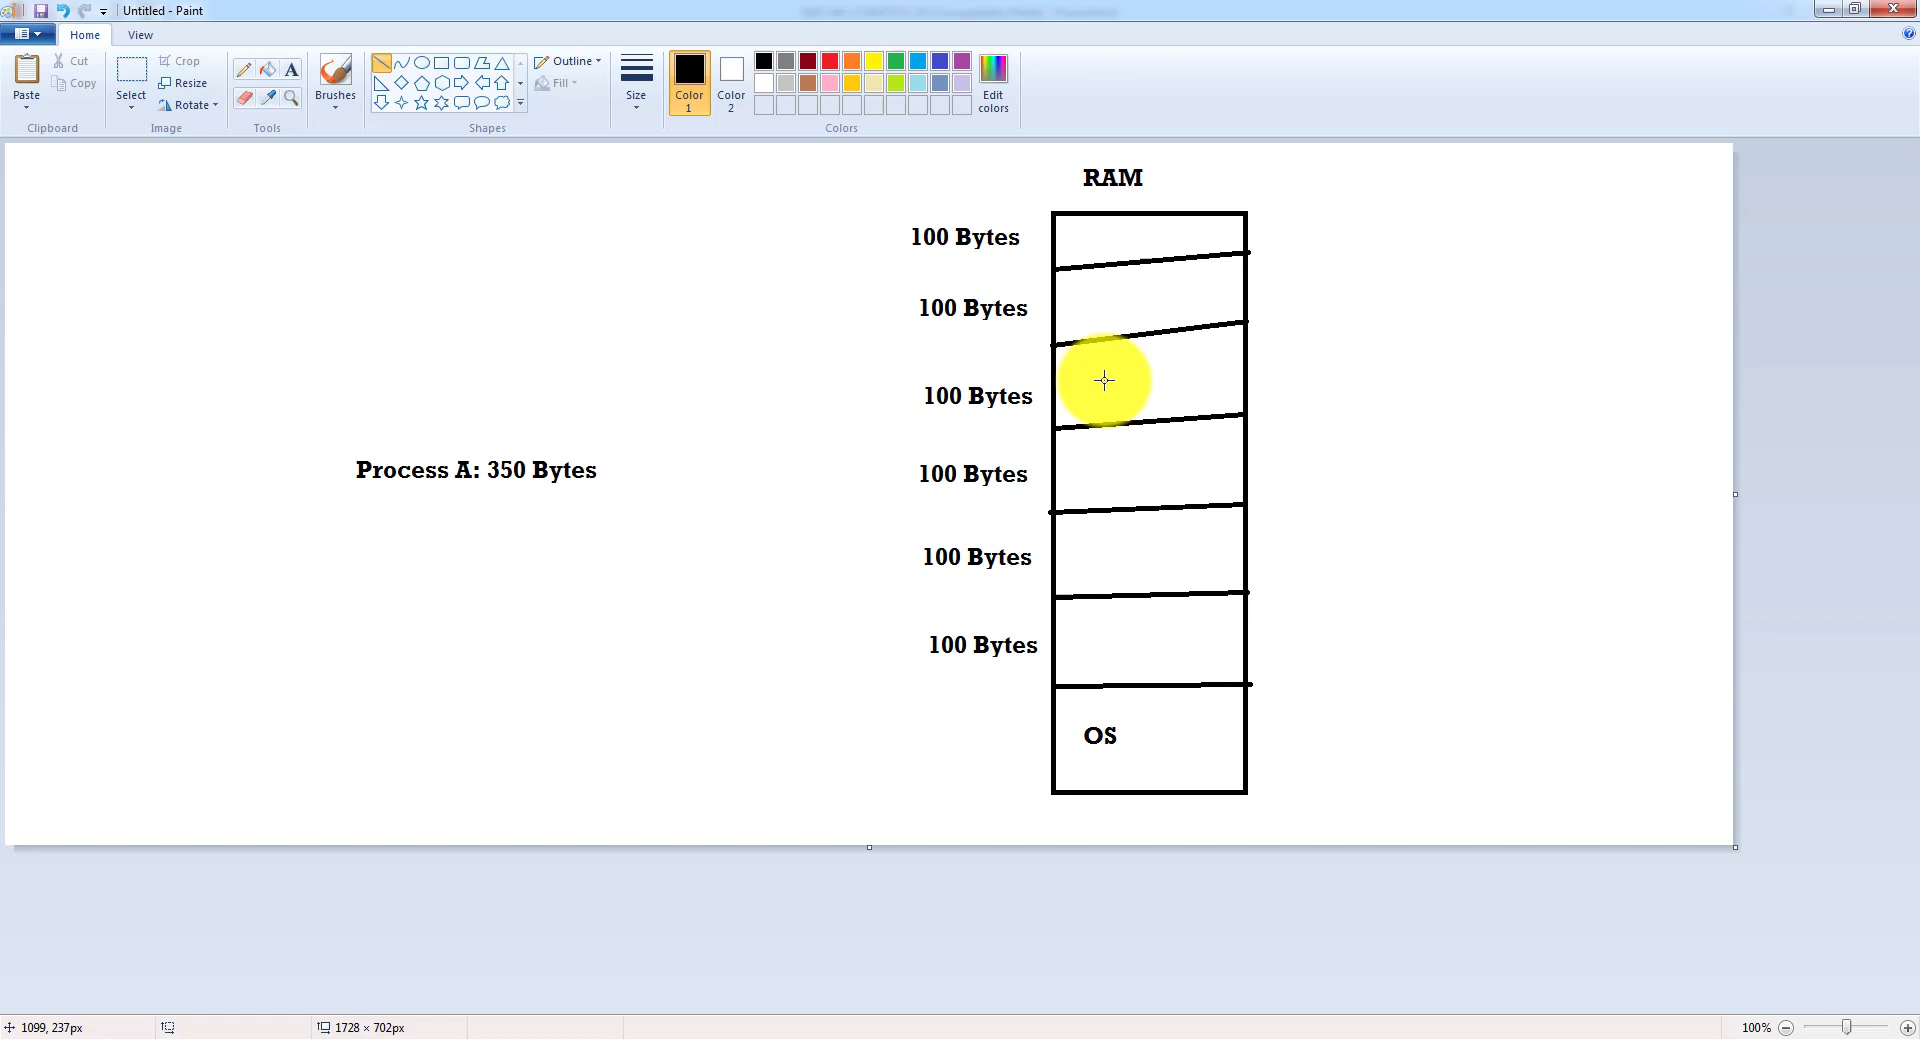 Untitled - Paint
Home View
Paste
Cut
Copy
Clipboard
Select
Crop
Resize
Rotate
Image
Tools
Brushes
Shapes
Outline
Fill
Size
Color 1
Color 2
Colors
Edit colors
RAM
100 Bytes
100 Bytes
100 Bytes
Process A: 350 Bytes
100 Bytes
100 Bytes
100 Bytes
OS
1099, 237px
1728 × 702px
100%